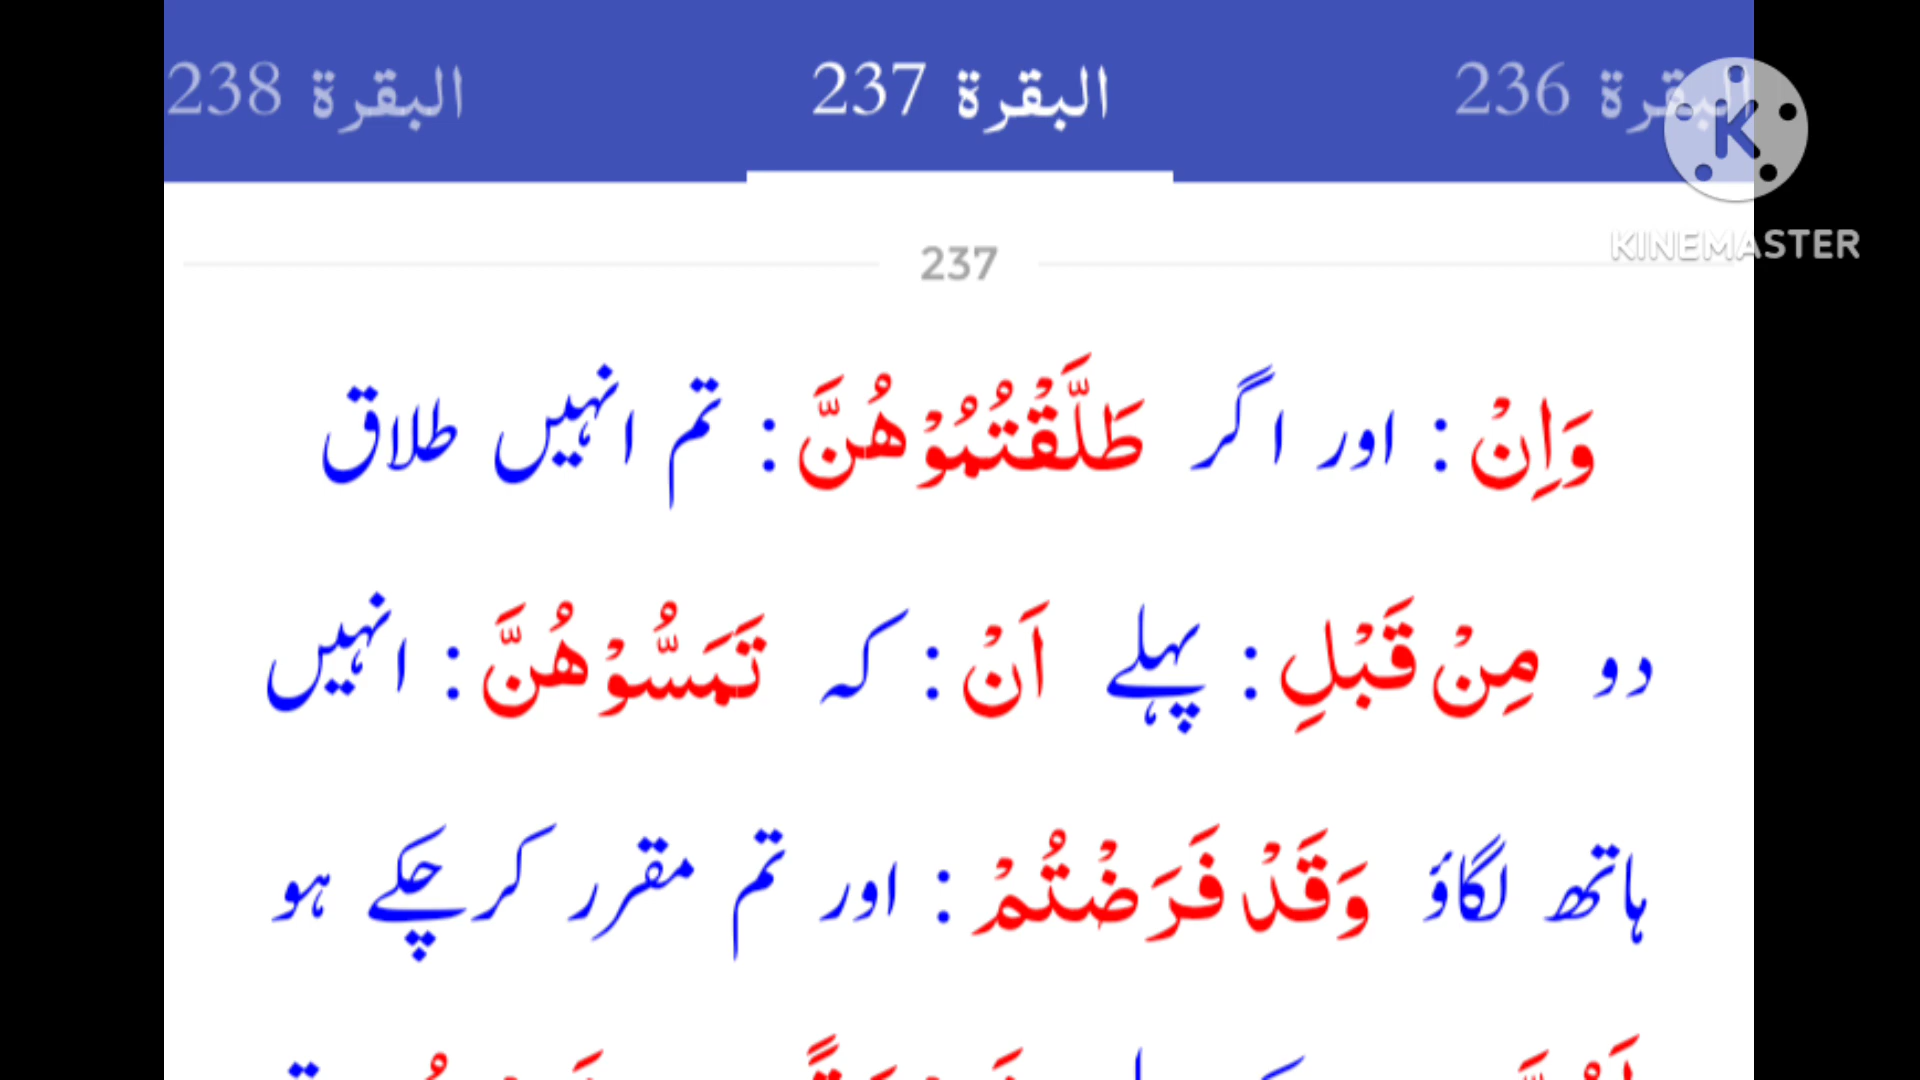 البقرة 236 البقرة 237 البقرة 238
KINEMASTER
237
وَاِنْ : اور اگر طَلَّقْتُمُوْھُنَّ : تم انہیں طلاق
دو مِنْ قَبْلِ : پہلے اَنْ : کہ تَمَسُّوْھُنَّ : انہیں
ہاتھ لگاؤ وَقَدْ فَرَضْتُمْ : اور تم مقرر کرچکے ہو